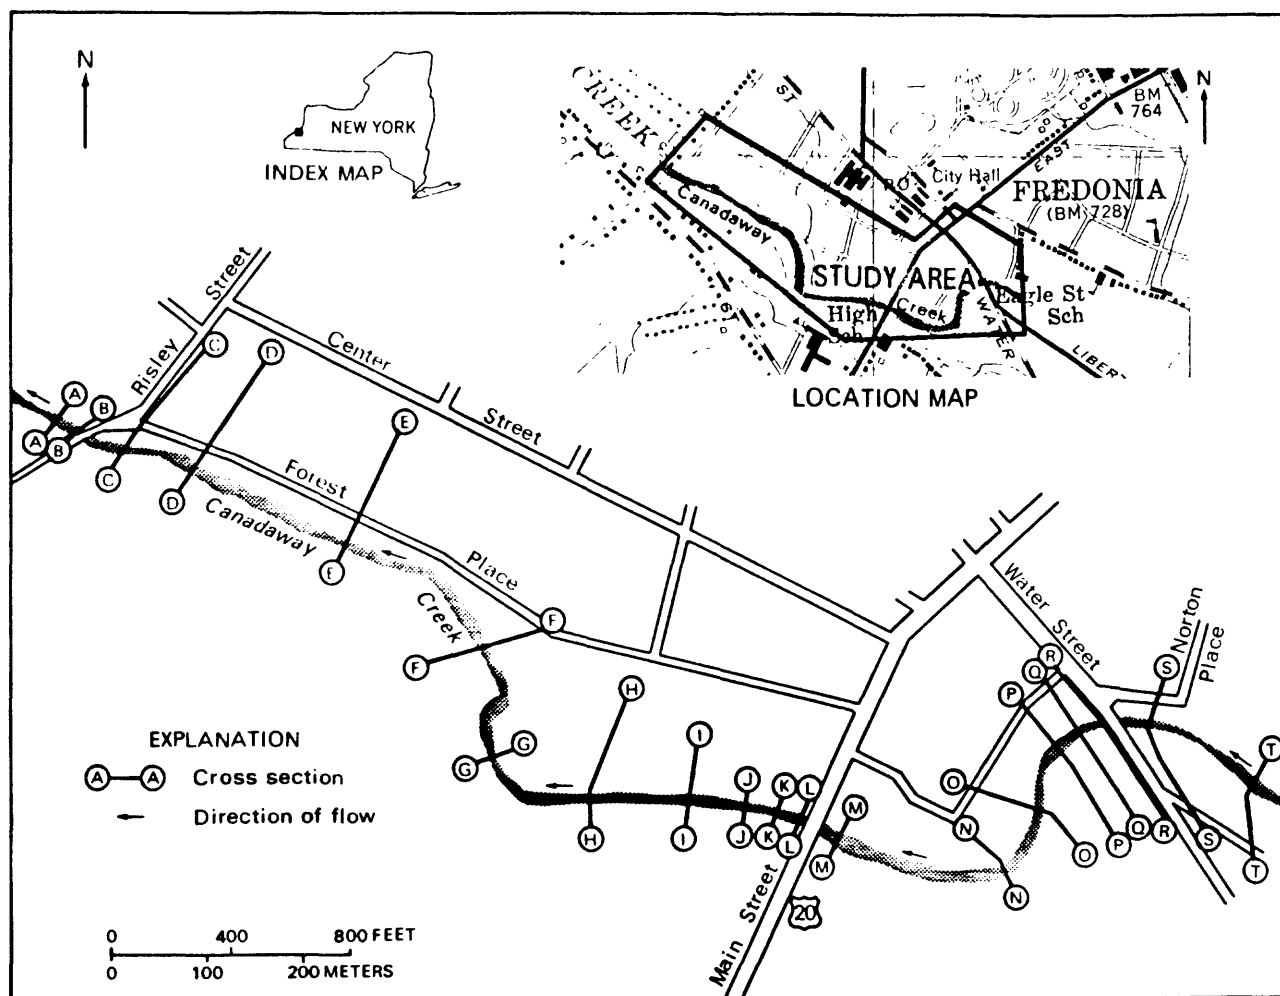 N
NEW YORK
INDEX MAP
N
CREEK
ST
BM
764
EAST
P.O.
City Hall
FREDONIA
(BM 728)
Canadaway
STUDY AREA
Eagle St
Sch
High
Sch
Creek
WATER
ST
LIBERT
LOCATION MAP
Risley Street
Center Street
Forest Place
Canadaway Creek
Water Street
Norton
Place
Main Street
20
A
A
B
B
C
C
D
D
E
E
F
F
G
G
H
H
I
I
J
J
K
K
L
L
M
M
N
N
O
O
P
P
Q
Q
R
R
S
S
T
T
EXPLANATION
A A Cross section
Direction of flow
0 400 800 FEET
0 100 200 METERS